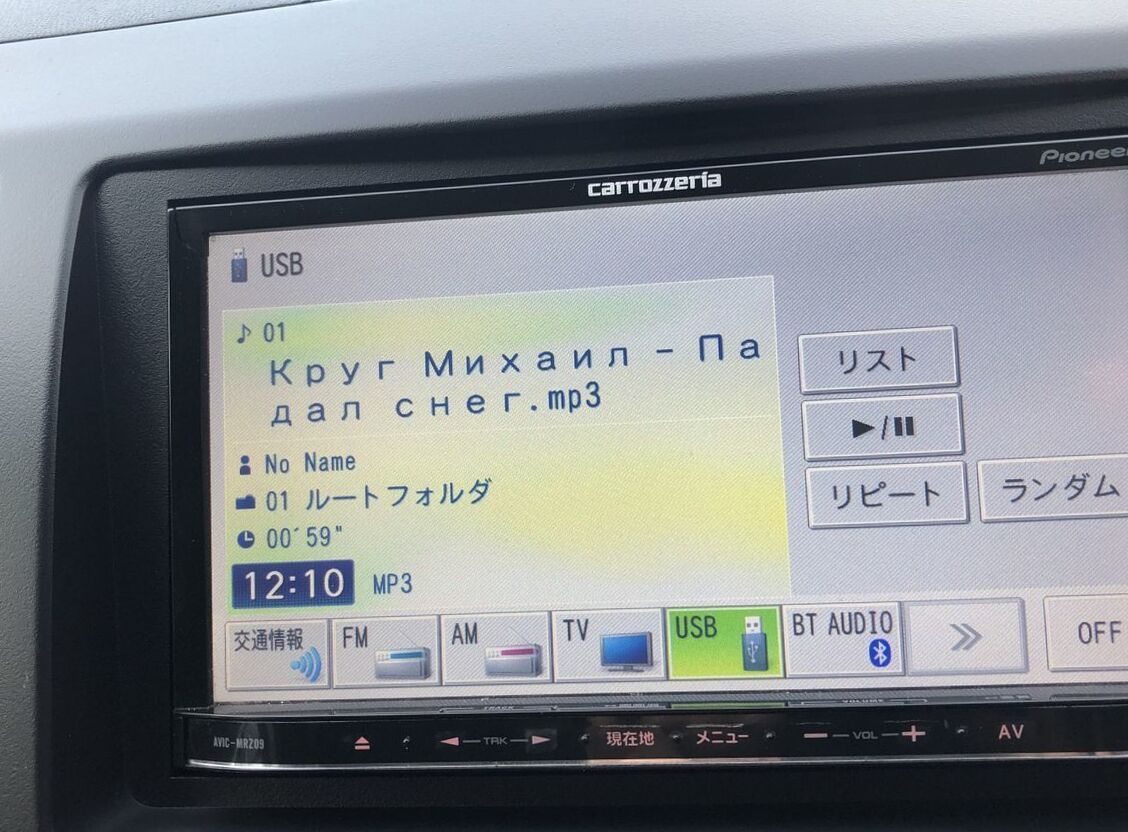 carrozzeria
Pioneer
USB
♪ 01
Круг Михаил - Па
дал снег.mp3
No Name
01 ルートフォルダ
00'59"
12:10 MP3
リスト
►/II
リピート
ランダム
交通情報 FM AM TV USB BT AUDIO >> OFF
AVIC-MRZ09
TRK
現在地
メニュー
- VOL +
AV